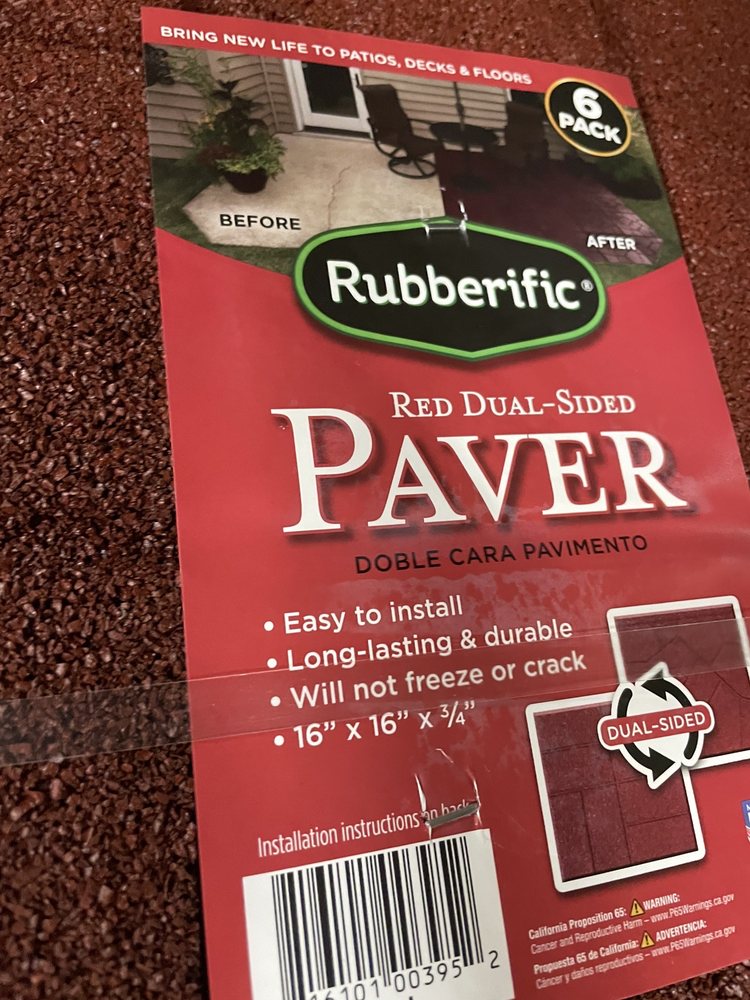 BRING NEW LIFE TO PATIOS, DECKS & FLOORS
6
PACK
BEFORE
AFTER
Rubberific®
RED DUAL-SIDED
PAVER
DOBLE CARA PAVIMENTO
• Easy to install
• Long-lasting & durable
• Will not freeze or crack
• 16” x 16” x ¾”
DUAL-SIDED
Installation instructions on back
California Proposition 65: ⚠ WARNING:
Cancer and Reproductive Harm – www.P65Warnings.ca.gov
Propuesta 65 de California: ⚠ ADVERTENCIA:
Cáncer y daños reproductivos – www.P65Warnings.ca.gov
16101 00395 2